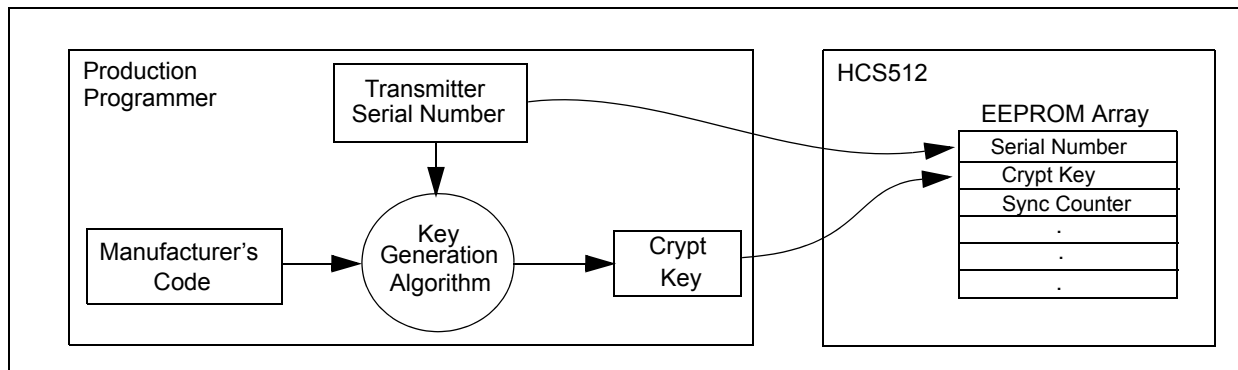 Production
Programmer
Transmitter
Serial Number
Manufacturer's
Code
Key
Generation
Algorithm
Crypt
Key
HCS512
EEPROM Array
Serial Number
Crypt Key
Sync Counter
.
.
.